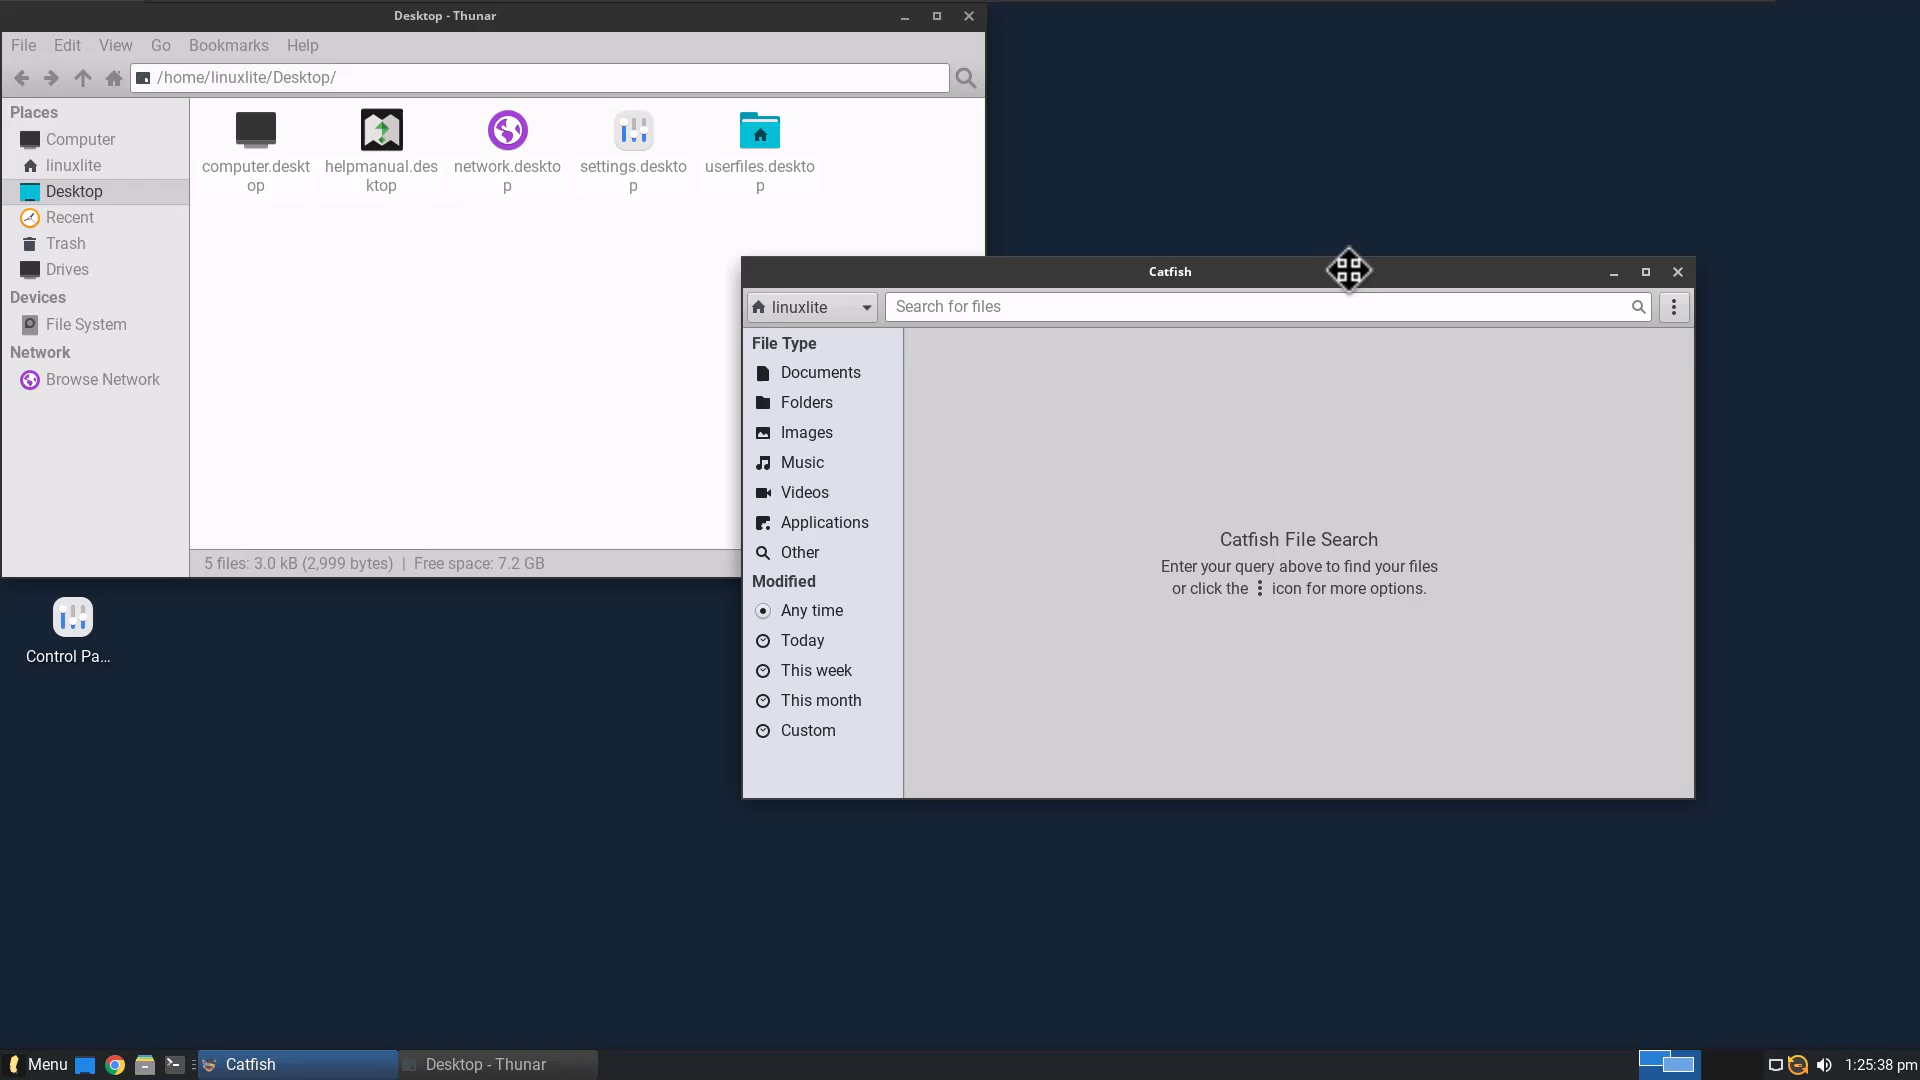 Desktop - Thunar
File Edit View Go Bookmarks Help
/home/linuxlite/Desktop/
Places
Computer
linuxlite
Desktop
Recent
Trash
Drives
Devices
File System
Network
Browse Network
computer.deskt
op
helpmanual.des
ktop
network.deskto
p
settings.deskto
p
userfiles.deskto
p
5 files: 3.0 kB (2,999 bytes) | Free space: 7.2 GB
Catfish
linuxlite
Search for files
File Type
Documents
Folders
Images
Music
Videos
Applications
Other
Modified
Any time
Today
This week
This month
Custom
Catfish File Search
Enter your query above to find your files
or click the ⋮ icon for more options.
Control Pa...
Menu
Catfish
Desktop - Thunar
1:25:38 pm